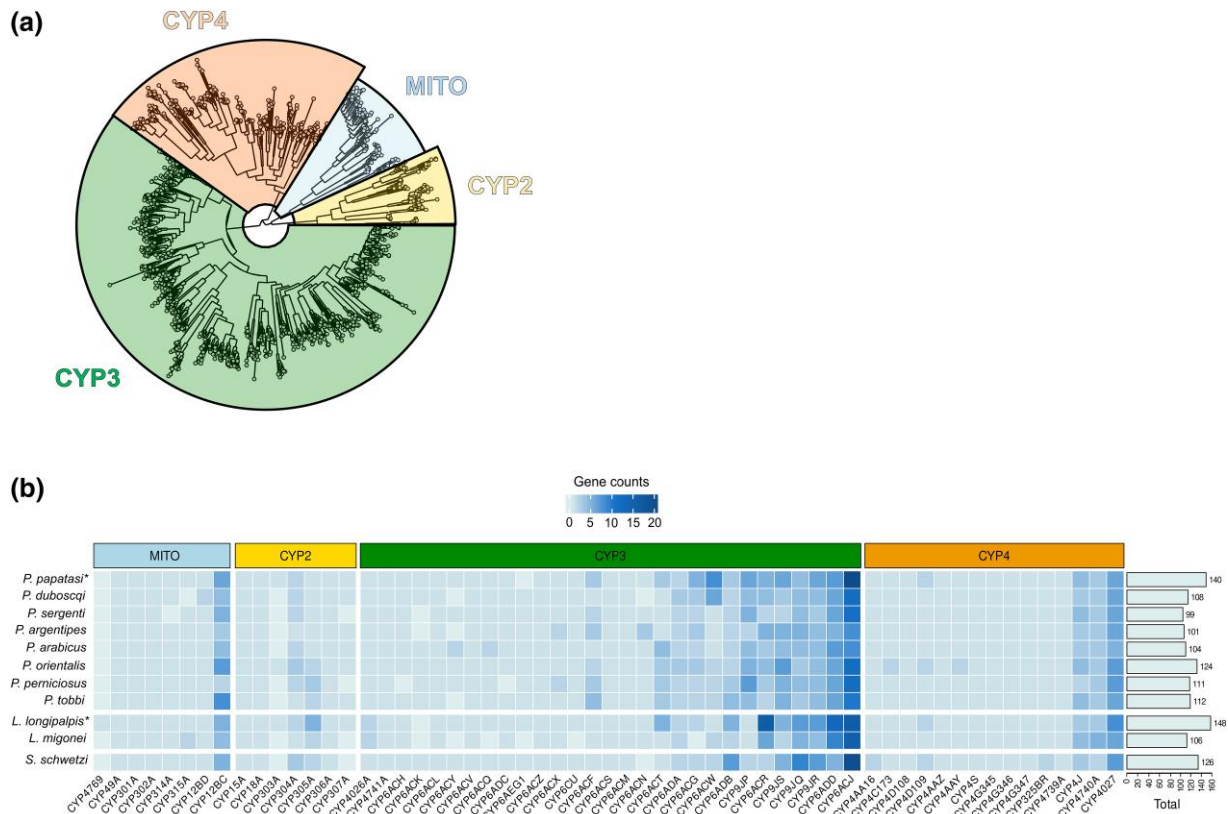 (a)
CYP4
MITO
CYP2
CYP3
(b)
Gene counts
0 5 10 15 20
MITO CYP2 CYP3 CYP4
P. papatasi* 140
P. duboscqi 108
P. sergenti 99
P. argentipes 101
P. arabicus 104
P. orientalis 124
P. perniciosus 111
P. tobbi 112
L. longipalpis* 148
L. migonei 106
S. schwetzi 126
CYP4769 CYP49A CYP301A CYP302A CYP314A CYP315A CYP12BD CYP12BC CYP15A CYP18A CYP303A CYP304A CYP305A CYP306A CYP307A CYP4026A CYP4741A CYP6ACH CYP6ACK CYP6ACL CYP6ACY CYP6ACV CYP6ACQ CYP6ADC CYP6AEG1 CYP6ACZ CYP6ACX CYP6CU CYP6ACF CYP6ACS CYP6ACM CYP6ACN CYP6ACT CYP6ADA CYP6ACG CYP6ACW CYP6ADB CYP9JP CYP6ACR CYP9JS CYP9JQ CYP9JR CYP6ADD CYP6ACJ CYP4AA16 CYP4C173 CYP4D108 CYP4D109 CYP4AAZ CYP4AAY CYP4S CYP4G345 CYP4G346 CYP4G347 CYP325BR CYP4739A CYP4J CYP4740A CYP4027
0 20 40 60 80 100 120 140 160
Total